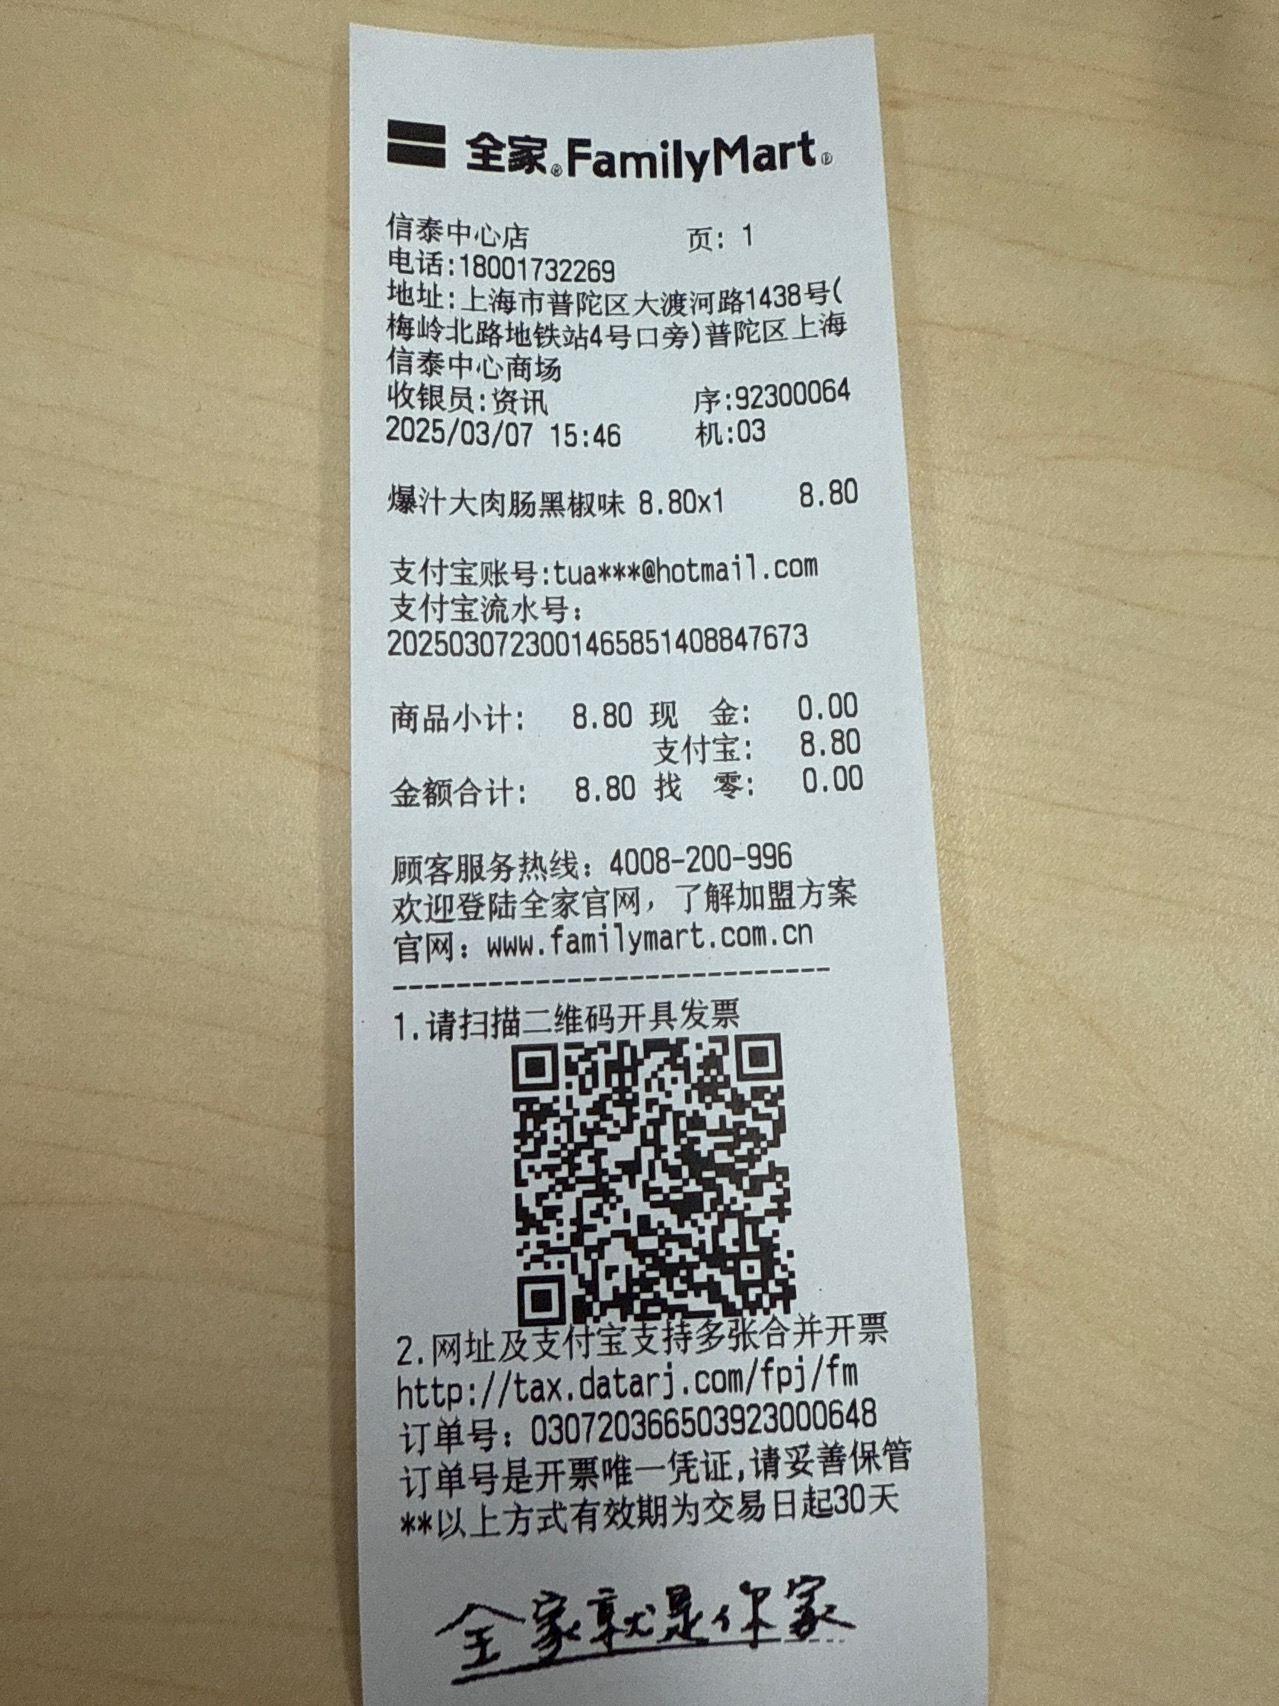 全家®FamilyMart®
信泰中心店 页: 1
电话:18001732269
地址:上海市普陀区大渡河路1438号(
梅岭北路地铁站4号口旁)普陀区上海
信泰中心商场
收银员:资讯 序:92300064
2025/03/07 15:46 机:03
爆汁大肉肠黑椒味 8.80x1 8.80
支付宝账号:tua***@hotmail.com
支付宝流水号:
2025030723001465851408847673
商品小计: 8.80 现 金: 0.00
支付宝: 8.80
金额合计: 8.80 找 零: 0.00
顾客服务热线: 4008-200-996
欢迎登陆全家官网, 了解加盟方案
官网: www.familymart.com.cn
----------------------------
1.请扫描二维码开具发票
2.网址及支付宝支持多张合并开票
http://tax.datarj.com/fpj/fm
订单号: 030720366503923000648
订单号是开票唯一凭证,请妥善保管
**以上方式有效期为交易日起30天
全家就是你家